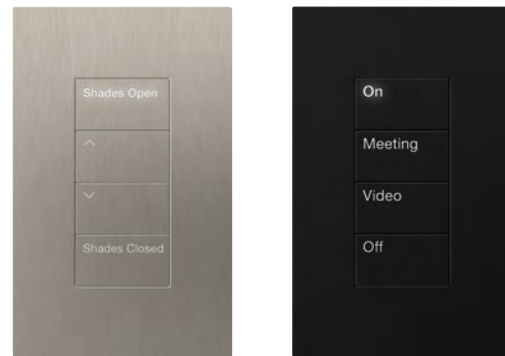 Shades Open
Shades Closed
On
Meeting
Video
Off